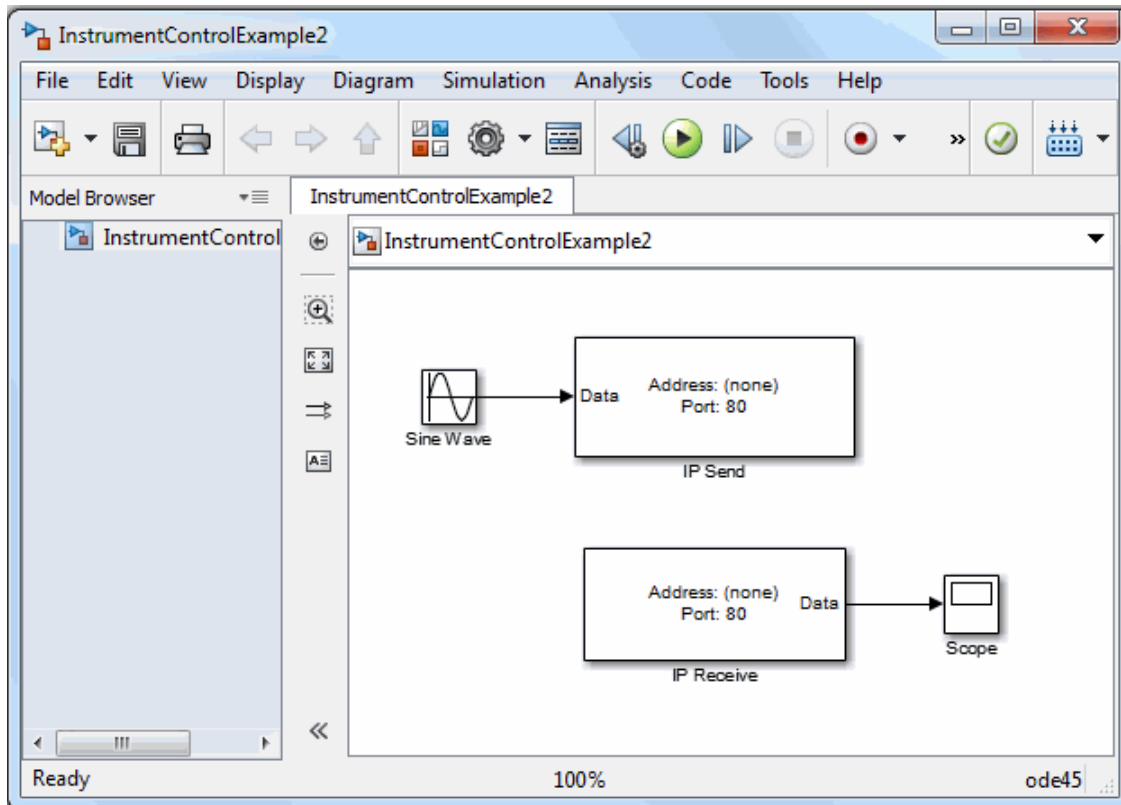 InstrumentControlExample2
File Edit View Display Diagram Simulation Analysis Code Tools Help
»
Model Browser
InstrumentControlExample2
InstrumentControl
InstrumentControlExample2
Data
Address: (none)
Port: 80
Sine Wave
IP Send
Address: (none)
Port: 80
Data
IP Receive
Scope
Ready 100% ode45